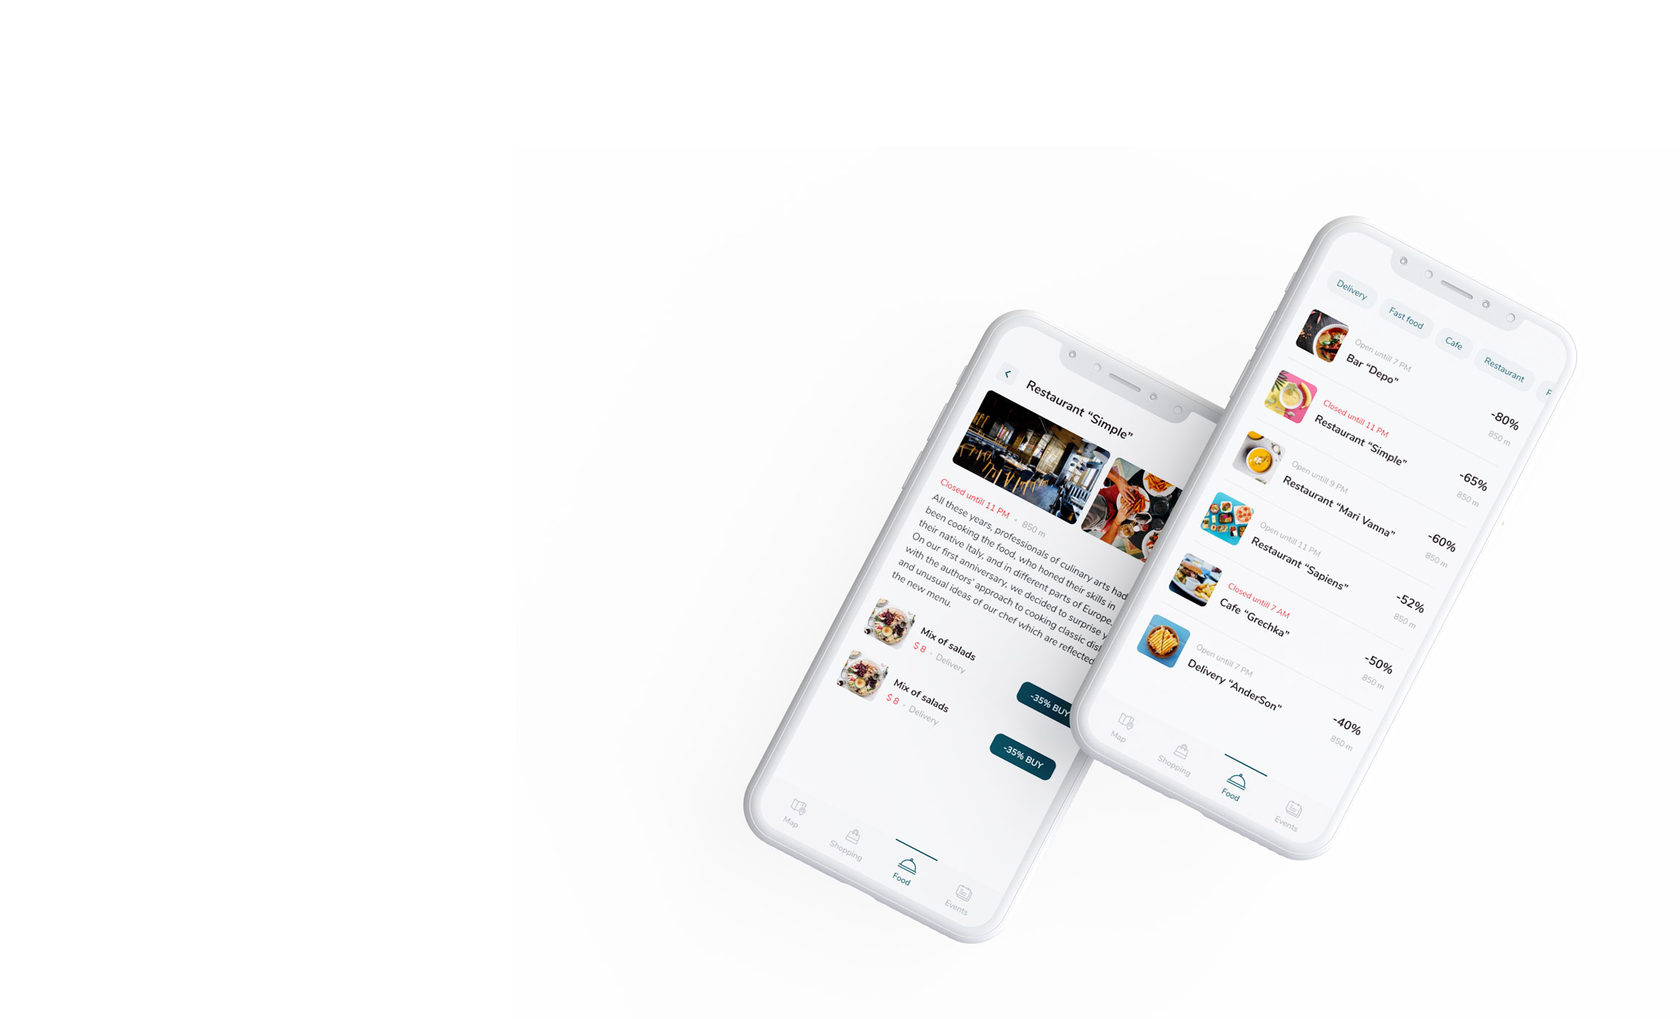 Restaurant “Simple”
Closed untill 11 PM • 850 m
All these years, professionals of culinary arts had
been cooking the food, who honed their skills in
their native Italy, and in different parts of Europe.
On our first anniversary, we decided to surprise
with the authors' approach to cooking classic
and unusual ideas of our chef which are reflected
the new menu.
Mix of salads
$ 8 • Delivery
-35% BUY
Mix of salads
$ 8 • Delivery
-35% BUY
Map
Shopping
Food
Events
Delivery
Fast food
Cafe
Restaurant
Open untill 7 PM
Bar “Depo”
-80%
850 m
Closed untill 11 PM
Restaurant “Simple”
-65%
850 m
Open untill 9 PM
Restaurant “Mari Vanna”
-60%
850 m
Open untill 11 PM
Restaurant “Sapiens”
-52%
850 m
Closed untill 7 AM
Cafe “Grechka”
-50%
850 m
Open untill 7 PM
Delivery “AnderSon”
-40%
850 m
Map
Shopping
Food
Events